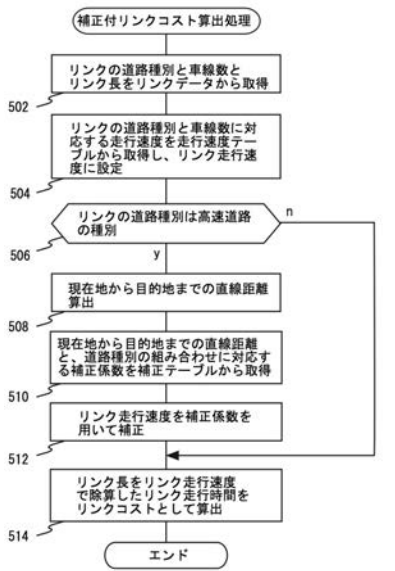 補正付リンクコスト算出処理
リンクの道路種別と車線数と
リンク長をリンクデータから取得
502
リンクの道路種別と車線数に対
応する走行速度を走行速度テー
ブルから取得し、リンク走行速
度に設定
504
リンクの道路種別は高速道路
の種別
n
506
y
現在地から目的地までの直線距離
算出
508
現在地から目的地までの直線距離
と、道路種別の組み合わせに対応す
る補正係数を補正テーブルから取得
510
リンク走行速度を補正係数を
用いて補正
512
リンク長をリンク走行速度
で除算したリンク走行時間を
リンクコストとして算出
514
エンド